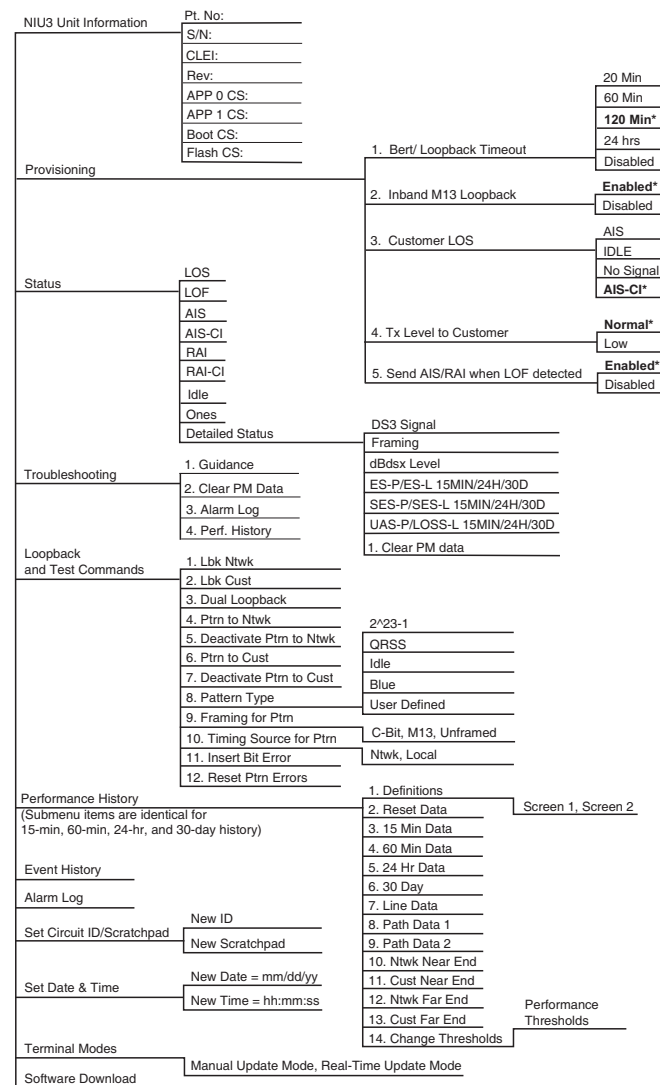 NIU3 Unit Information
Pt. No:
S/N:
CLEI:
Rev:
APP 0 CS:
APP 1 CS:
Boot CS:
Flash CS:
Provisioning
1. Bert/ Loopback Timeout
20 Min
60 Min
120 Min*
24 hrs
Disabled
2. Inband M13 Loopback
Enabled*
Disabled
3. Customer LOS
AIS
IDLE
No Signal
AIS-CI*
4. Tx Level to Customer
Normal*
Low
5. Send AIS/RAI when LOF detected
Enabled*
Disabled
Status
LOS
LOF
AIS
AIS-CI
RAI
RAI-CI
Idle
Ones
Detailed Status
DS3 Signal
Framing
dBdsx Level
ES-P/ES-L 15MIN/24H/30D
SES-P/SES-L 15MIN/24H/30D
UAS-P/LOSS-L 15MIN/24H/30D
1. Clear PM data
Troubleshooting
1. Guidance
2. Clear PM Data
3. Alarm Log
4. Perf. History
Loopback
and Test Commands
1. Lbk Ntwk
2. Lbk Cust
3. Dual Loopback
4. Ptrn to Ntwk
5. Deactivate Ptrn to Ntwk
6. Ptrn to Cust
7. Deactivate Ptrn to Cust
8. Pattern Type
2^23-1
QRSS
Idle
Blue
User Defined
9. Framing for Ptrn
C-Bit, M13, Unframed
10. Timing Source for Ptrn
Ntwk, Local
11. Insert Bit Error
12. Reset Ptrn Errors
Performance History
(Submenu items are identical for
15-min, 60-min, 24-hr, and 30-day history)
1. Definitions
Screen 1, Screen 2
2. Reset Data
3. 15 Min Data
4. 60 Min Data
5. 24 Hr Data
6. 30 Day
7. Line Data
8. Path Data 1
9. Path Data 2
10. Ntwk Near End
11. Cust Near End
12. Ntwk Far End
13. Cust Far End
14. Change Thresholds
Performance
Thresholds
Event History
Alarm Log
Set Circuit ID/Scratchpad
New ID
New Scratchpad
Set Date & Time
New Date = mm/dd/yy
New Time = hh:mm:ss
Terminal Modes
Manual Update Mode, Real-Time Update Mode
Software Download